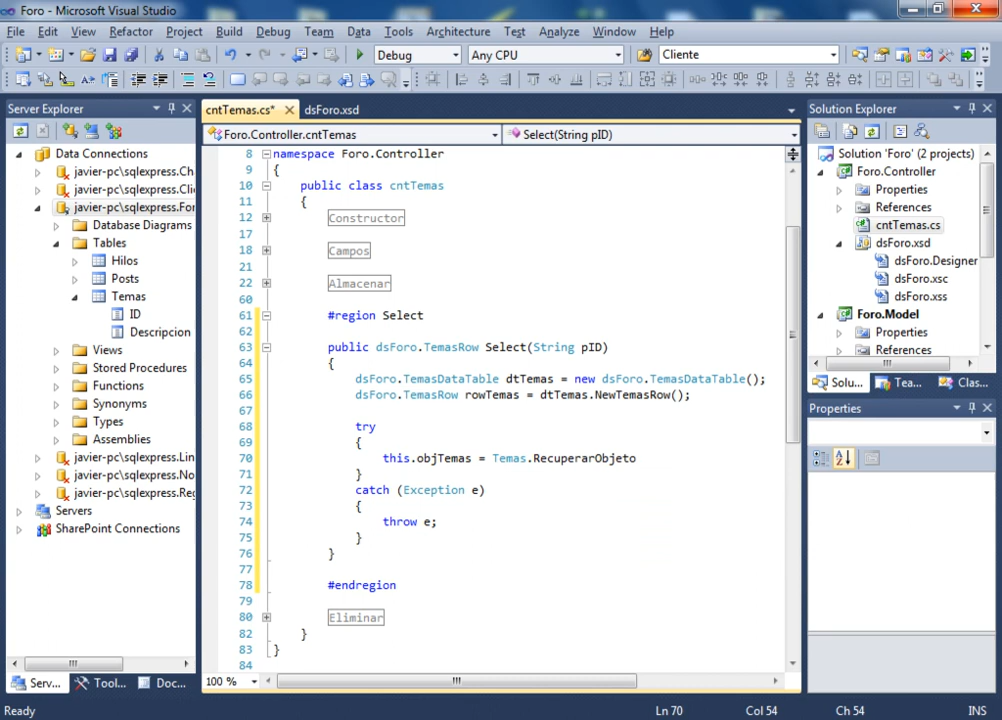 Foro - Microsoft Visual Studio
File Edit View Refactor Project Build Debug Team Data Tools Architecture Test Analyze Window Help
Debug Any CPU Cliente
Server Explorer
Data Connections
javier-pc\sqlexpress.Ch
javier-pc\sqlexpress.Cli
javier-pc\sqlexpress.For
Database Diagrams
Tables
Hilos
Posts
Temas
ID
Descripcion
Views
Stored Procedures
Functions
Synonyms
Types
Assemblies
javier-pc\sqlexpress.Lin
javier-pc\sqlexpress.No
javier-pc\sqlexpress.Reg
Servers
SharePoint Connections
Serv... Tool... Doc...
cntTemas.cs* dsForo.xsd
Foro.Controller.cntTemas Select(String pID)
8 namespace Foro.Controller
9 {
10 public class cntTemas
11 {
12 Constructor
17
18 Campos
21
22 Almacenar
60
61 #region Select
62
63 public dsForo.TemasRow Select(String pID)
64 {
65 dsForo.TemasDataTable dtTemas = new dsForo.TemasDataTable();
66 dsForo.TemasRow rowTemas = dtTemas.NewTemasRow();
67
68 try
69 {
70 this.objTemas = Temas.RecuperarObjeto
71 }
72 catch (Exception e)
73 {
74 throw e;
75 }
76 }
77
78 #endregion
79
80 Eliminar
82 }
83 }
84
100 %
Solution Explorer
Solution 'Foro' (2 projects)
Foro.Controller
Properties
References
cntTemas.cs
dsForo.xsd
dsForo.Designer
dsForo.xsc
dsForo.xss
Foro.Model
Properties
References
Solu... Tea... Clas...
Properties
Ready Ln 70 Col 54 Ch 54 INS